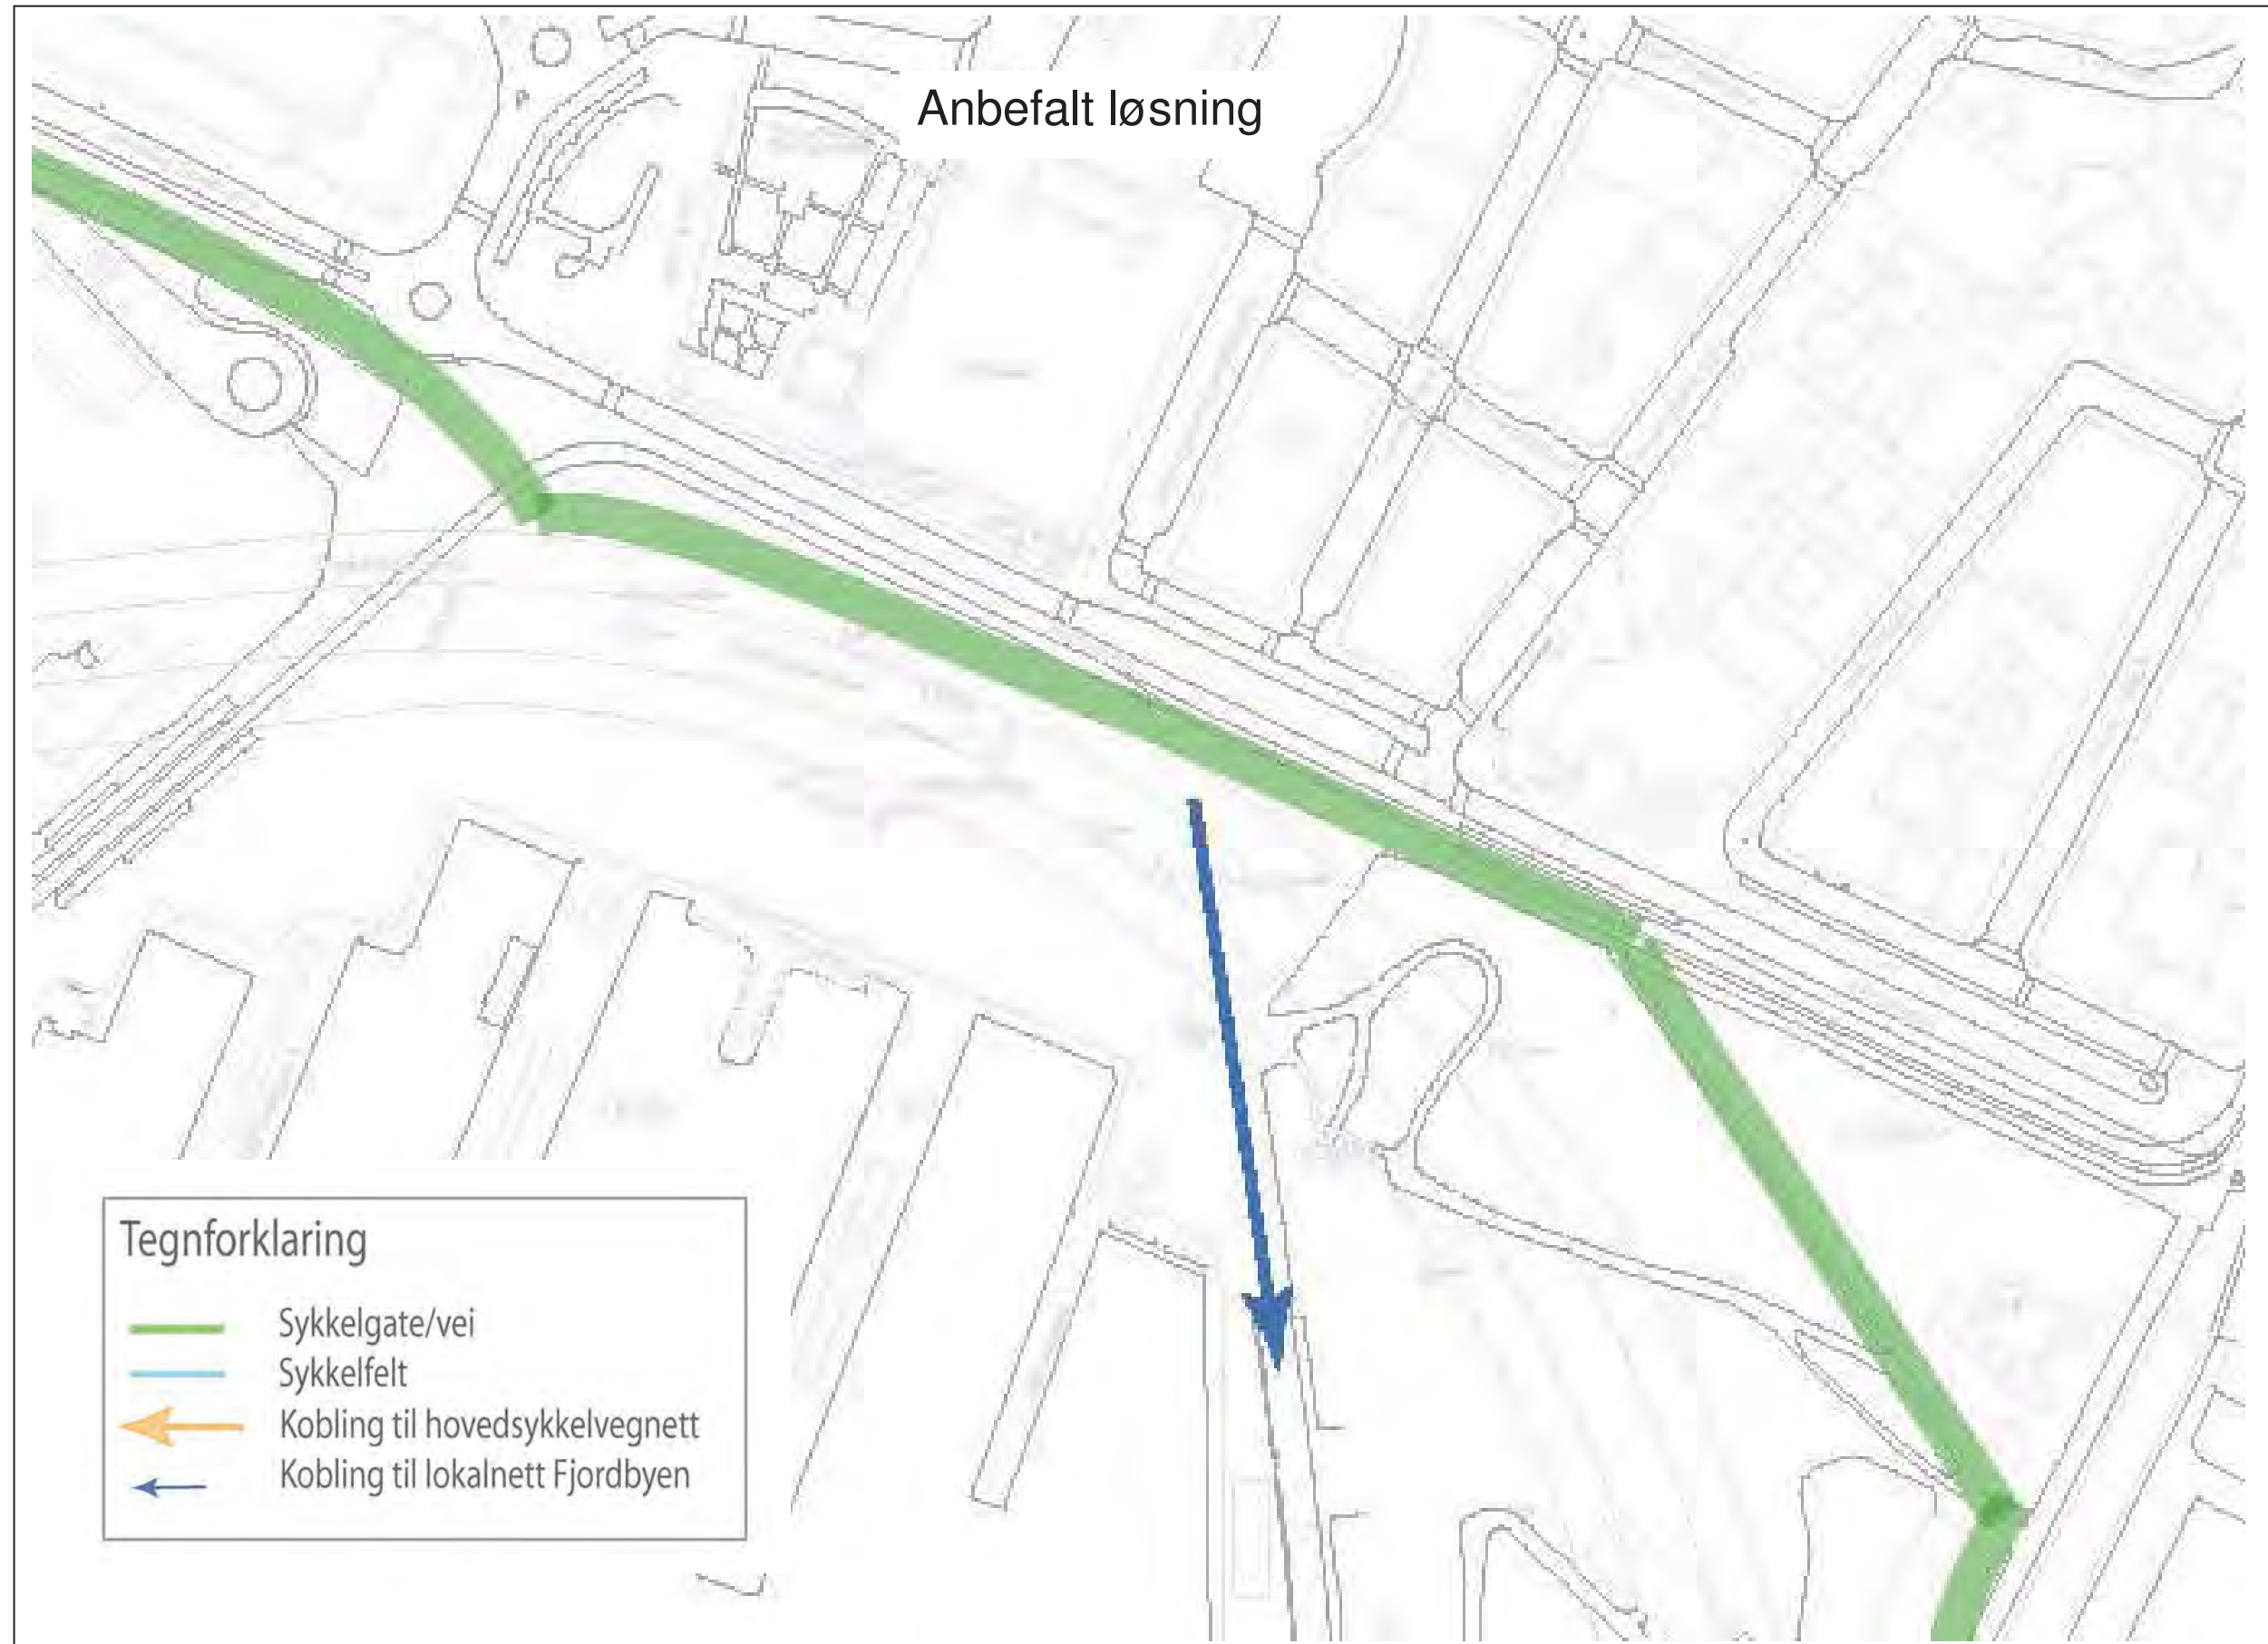 Anbefalt løsning
Tegnforklaring
Sykkelgate/vei
Sykkelfelt
Kobling til hovedsykkelvegnett
Kobling til lokalnett Fjordbyen